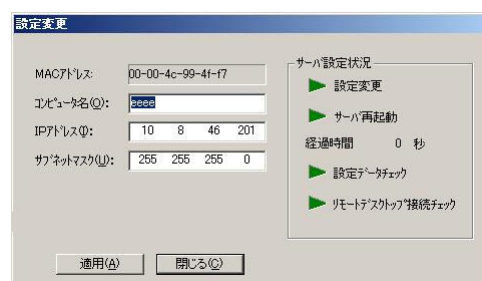 設定変更
MACｱﾄﾞﾚｽ: 00-00-4c-99-4f-f7
ｺﾝﾋﾟｭｰﾀ名(O): eeee
IPｱﾄﾞﾚｽ(I): 10 8 46 201
ｻﾌﾞﾈｯﾄﾏｽｸ(U): 255 255 255 0
適用(A) 閉じる(C)
サーバ設定状況
設定変更
サーバ再起動
経過時間 0 秒
設定ﾃﾞｰﾀﾁｪｯｸ
ﾘﾓｰﾄﾃﾞｽｸﾄｯﾌﾟ接続ﾁｪｯｸ